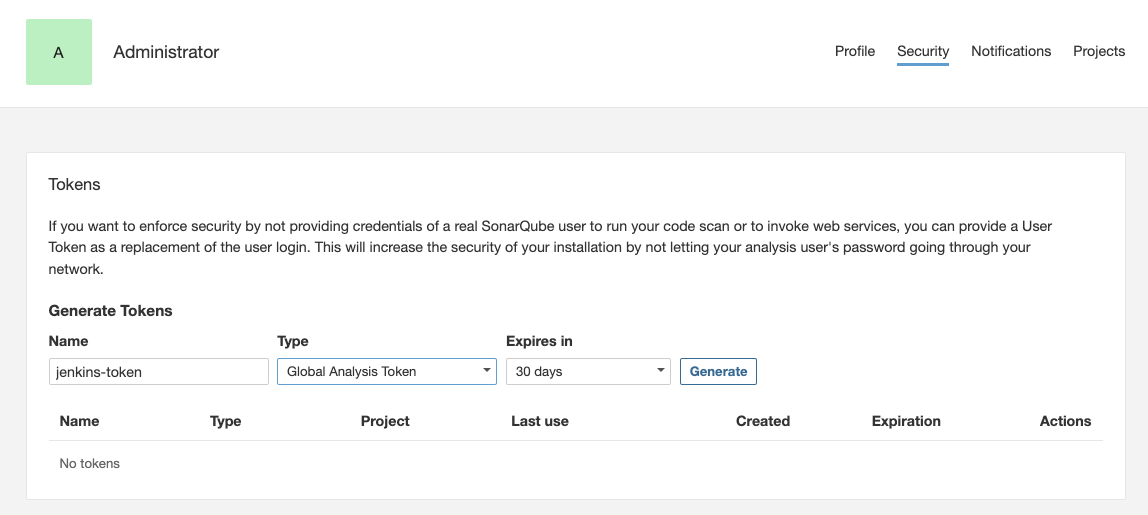 A
Administrator
Profile Security Notifications Projects
Tokens
If you want to enforce security by not providing credentials of a real SonarQube user to run your code scan or to invoke web services, you can provide a User
Token as a replacement of the user login. This will increase the security of your installation by not letting your analysis user's password going through your
network.
Generate Tokens
Name Type Expires in
jenkins-token Global Analysis Token 30 days Generate
Name Type Project Last use Created Expiration Actions
No tokens